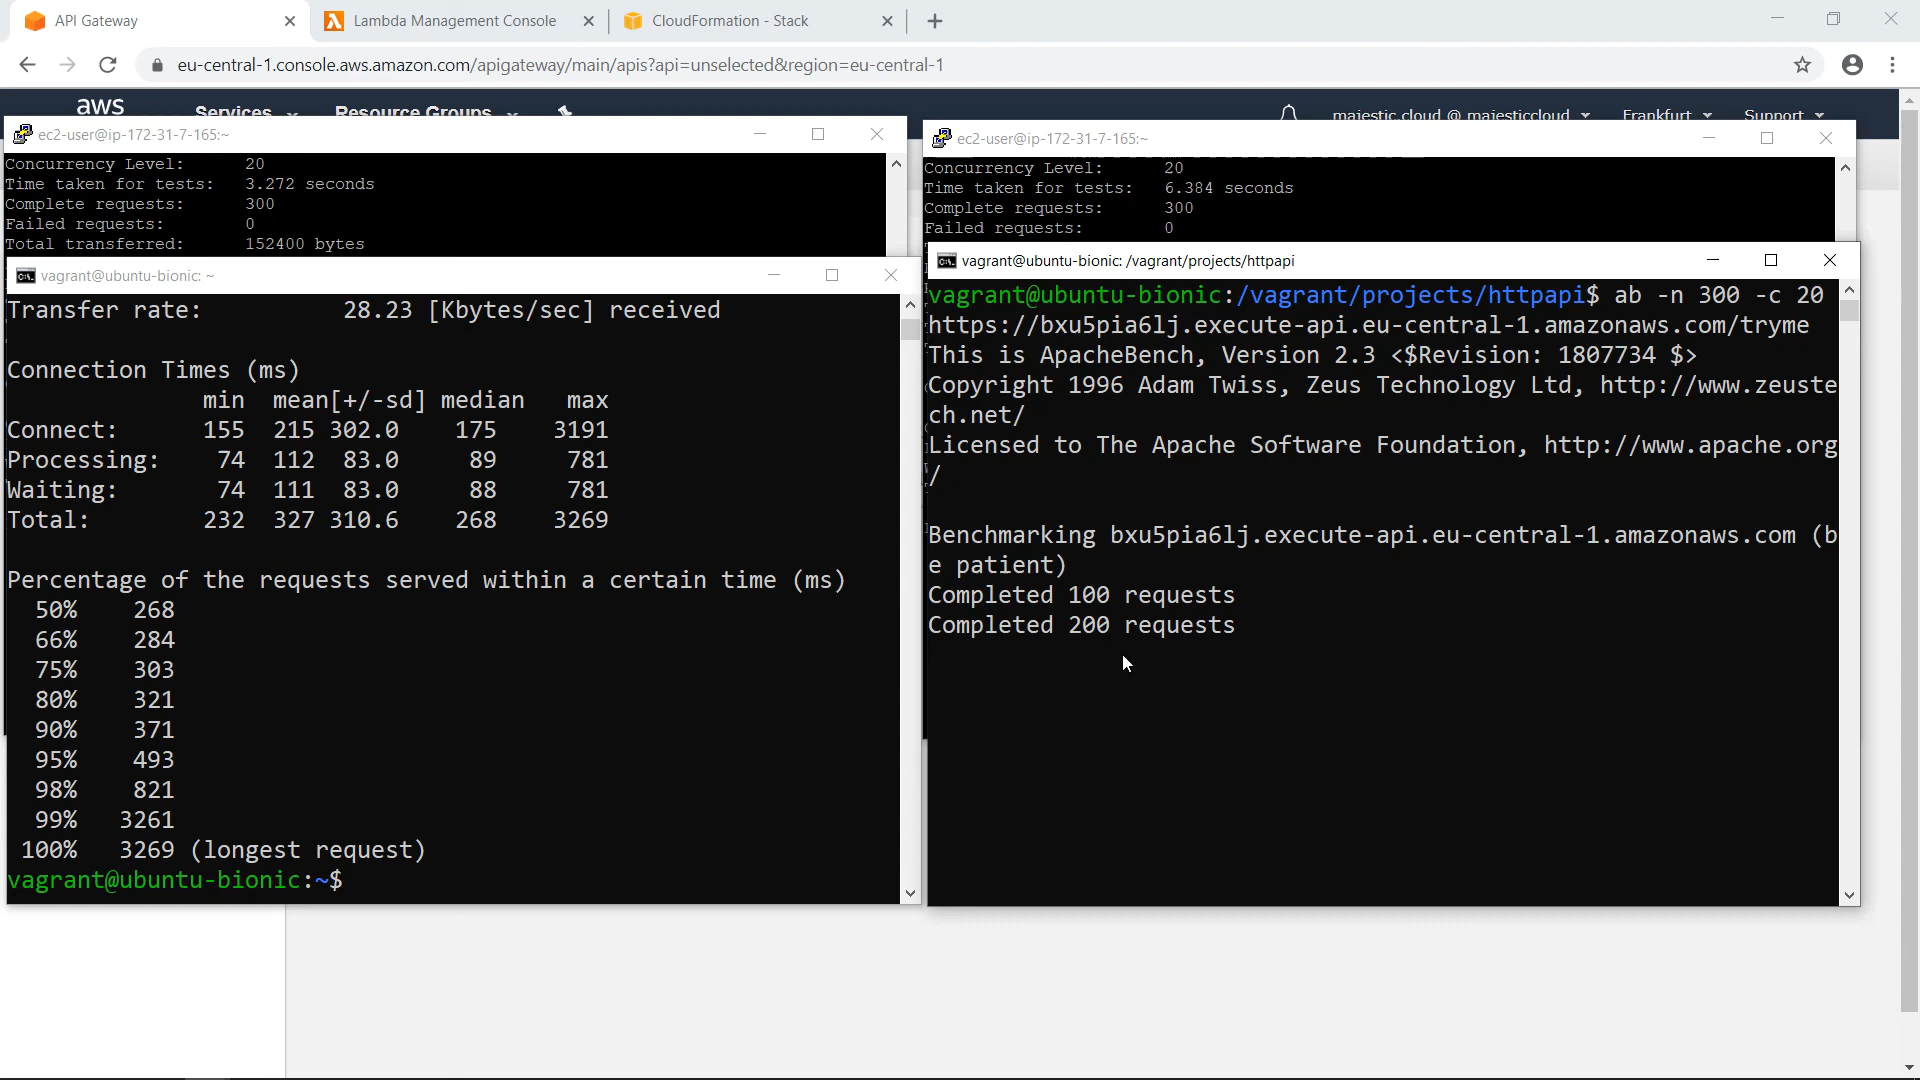 API Gateway
Lambda Management Console
CloudFormation - Stack
eu-central-1.console.aws.amazon.com/apigateway/main/apis?api=unselected&region=eu-central-1
aws
Services
Resource Groups
majestic.cloud @ majesticcloud
Frankfurt
Support
ec2-user@ip-172-31-7-165:~
Concurrency Level: 20
Time taken for tests: 3.272 seconds
Complete requests: 300
Failed requests: 0
Total transferred: 152400 bytes
ec2-user@ip-172-31-7-165:~
Concurrency Level: 20
Time taken for tests: 6.384 seconds
Complete requests: 300
Failed requests: 0
vagrant@ubuntu-bionic: ~
Transfer rate: 28.23 [Kbytes/sec] received
Connection Times (ms)
min mean[+/-sd] median max
Connect: 155 215 302.0 175 3191
Processing: 74 112 83.0 89 781
Waiting: 74 111 83.0 88 781
Total: 232 327 310.6 268 3269
Percentage of the requests served within a certain time (ms)
50% 268
66% 284
75% 303
80% 321
90% 371
95% 493
98% 821
99% 3261
100% 3269 (longest request)
vagrant@ubuntu-bionic:~$
vagrant@ubuntu-bionic: /vagrant/projects/httpapi
vagrant@ubuntu-bionic:/vagrant/projects/httpapi$ ab -n 300 -c 20
https://bxu5pia6lj.execute-api.eu-central-1.amazonaws.com/tryme
This is ApacheBench, Version 2.3 <$Revision: 1807734 $>
Copyright 1996 Adam Twiss, Zeus Technology Ltd, http://www.zeuste
ch.net/
Licensed to The Apache Software Foundation, http://www.apache.org
/
Benchmarking bxu5pia6lj.execute-api.eu-central-1.amazonaws.com (b
e patient)
Completed 100 requests
Completed 200 requests